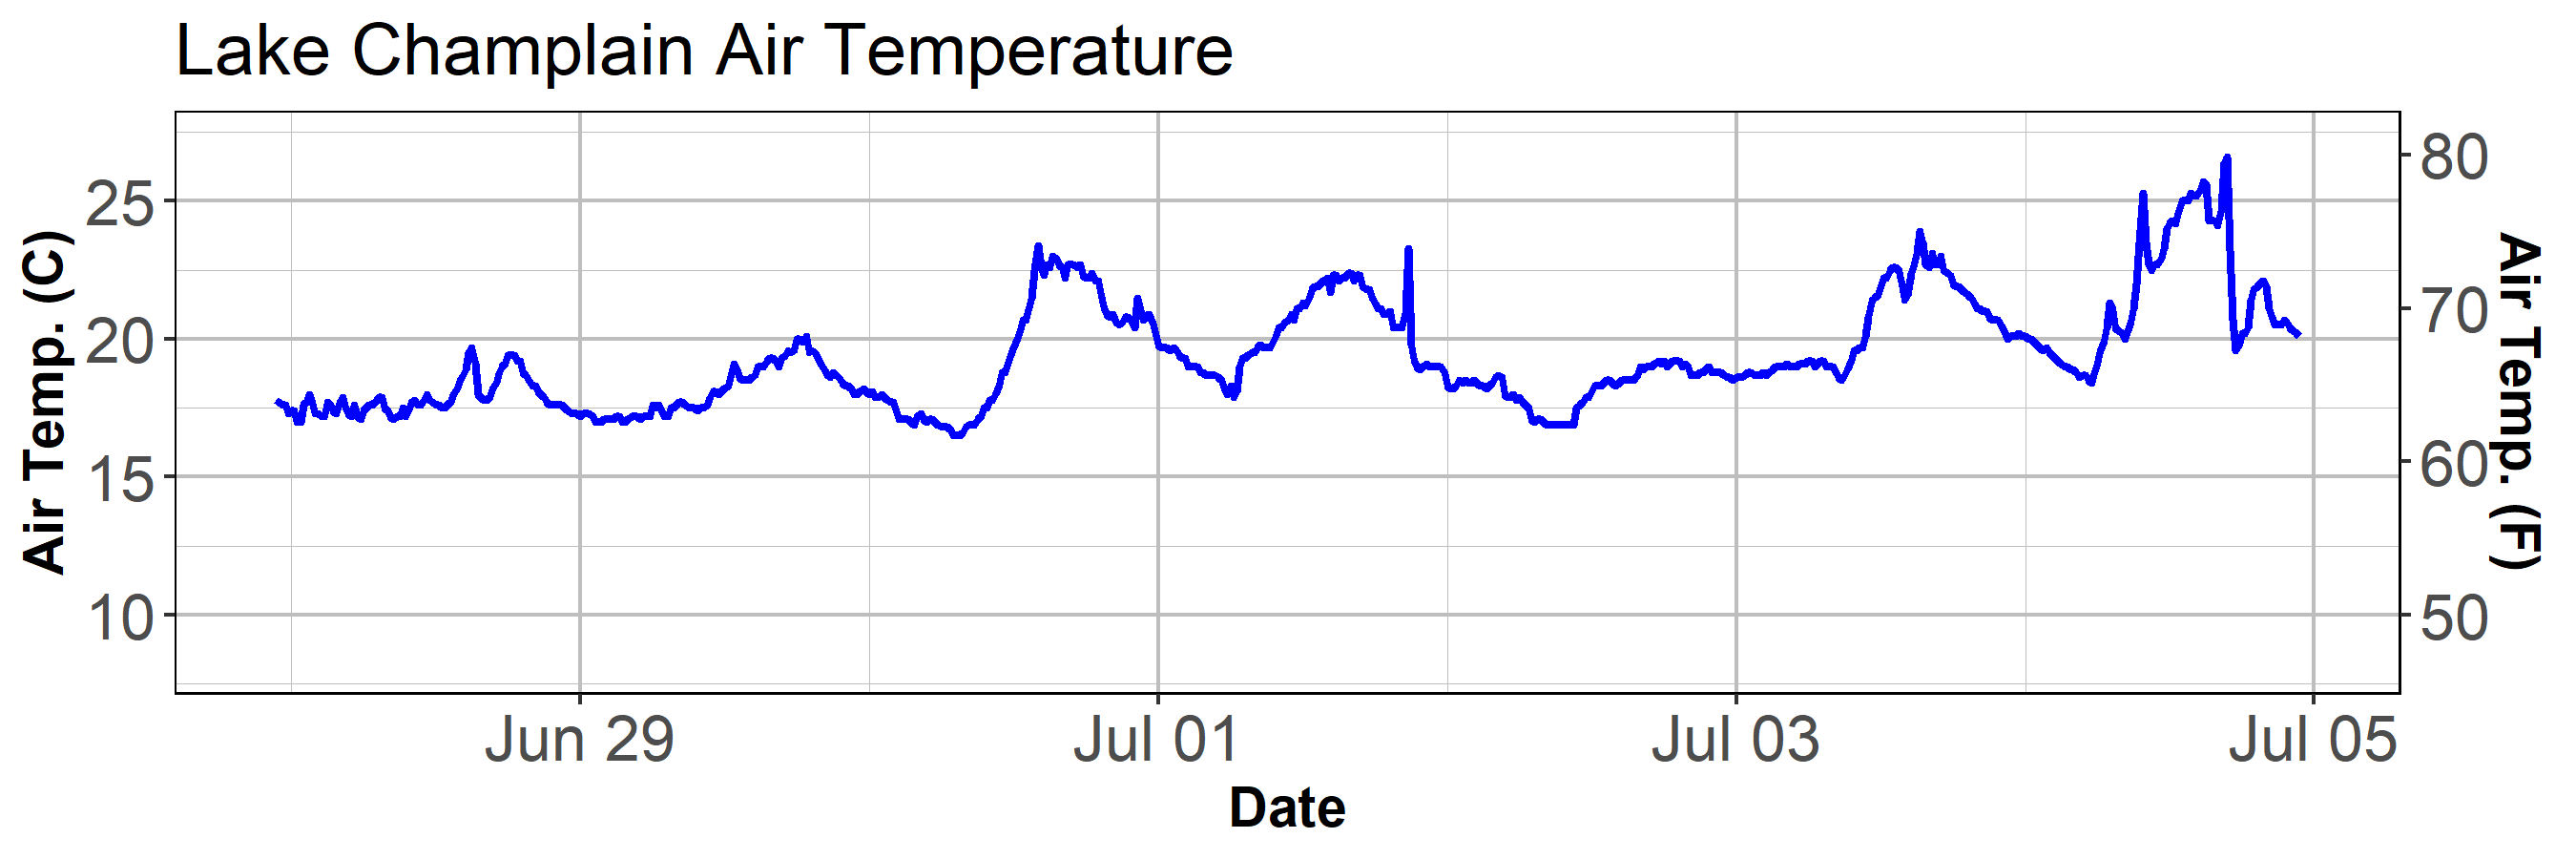 Lake Champlain Air Temperature
Air Temp. (C)
25
20
15
10
80
70
60
50
Air Temp. (F)
Jun 29
Jul 01
Jul 03
Jul 05
Date